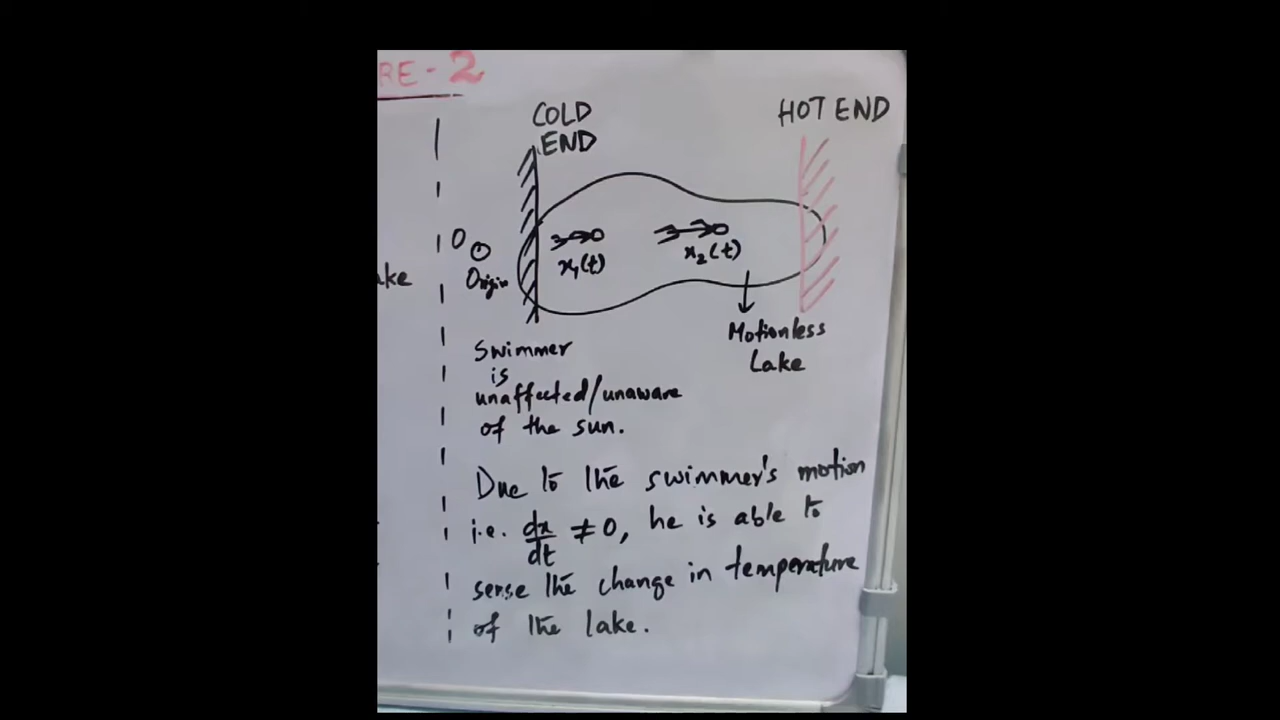 RE-2
COLD
END
HOT END
O
Origin
ake
x₁(t)
x₂(t)
Motionless
Lake
Swimmer
is
unaffected/unaware
of the sun.
Due to the swimmer's motion
i.e. dx/dt ≠ 0, he is able to
sense the change in temperature
of the lake.